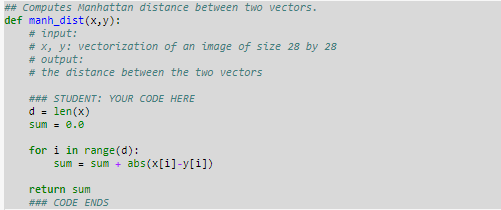 ## Computes Manhattan distance between two vectors.
def manh_dist(x,y):
    # input:
    # x, y: vectorization of an image of size 28 by 28
    # output:
    # the distance between the two vectors

    ### STUDENT: YOUR CODE HERE
    d = len(x)
    sum = 0.0

    for i in range(d):
        sum = sum + abs(x[i]-y[i])

    return sum
    ### CODE ENDS